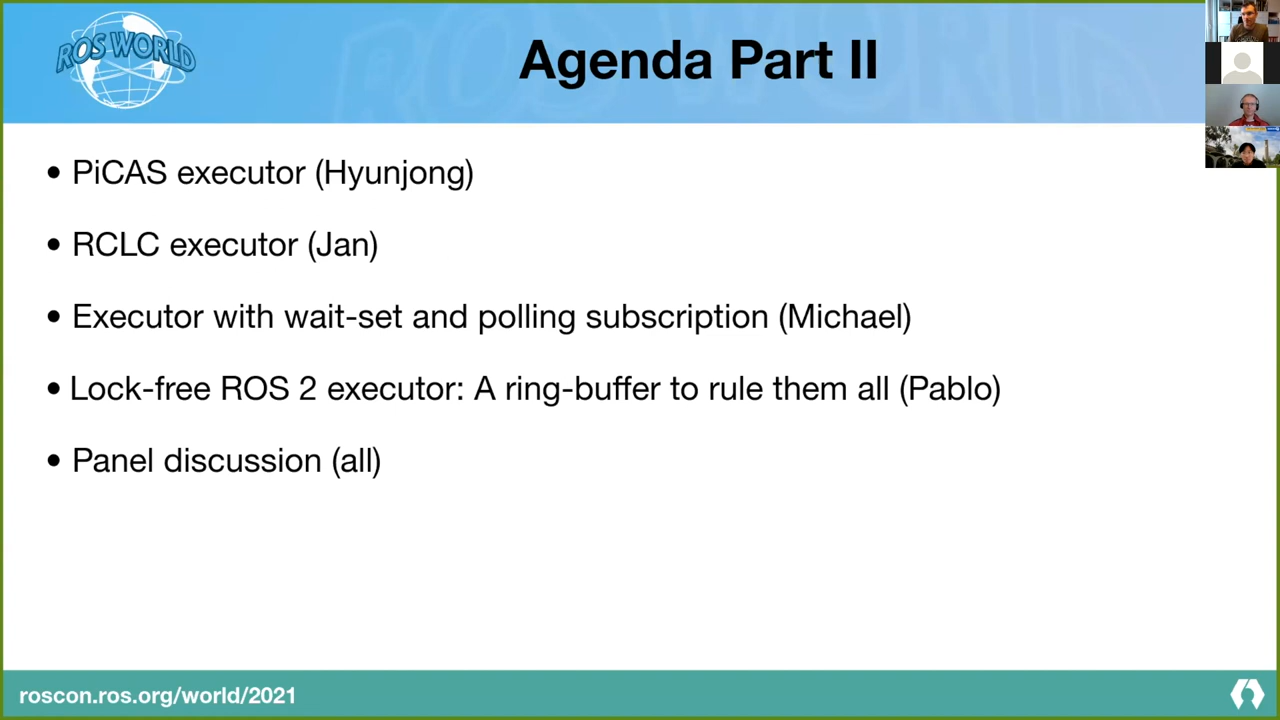 ROS WORLD
Agenda Part II
• PiCAS executor (Hyunjong)
• RCLC executor (Jan)
• Executor with wait-set and polling subscription (Michael)
• Lock-free ROS 2 executor: A ring-buffer to rule them all (Pablo)
• Panel discussion (all)
roscon.ros.org/world/2021